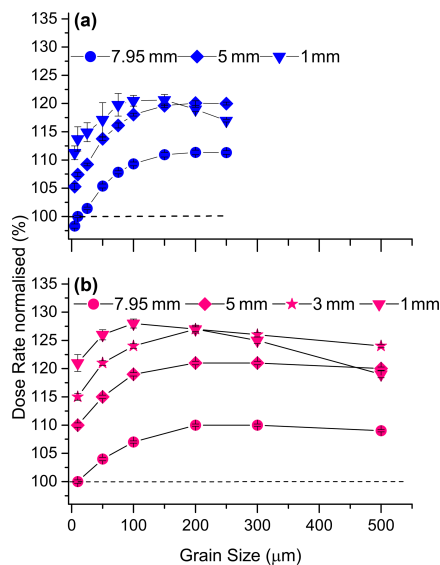 135
(a)
130
7.95 mm 5 mm 1 mm
125
120
115
110
105
100
Dose Rate normalised (%)
135
(b)
130
7.95 mm 5 mm 3 mm 1 mm
125
120
115
110
105
100
0 100 200 300 400 500
Grain Size (μm)